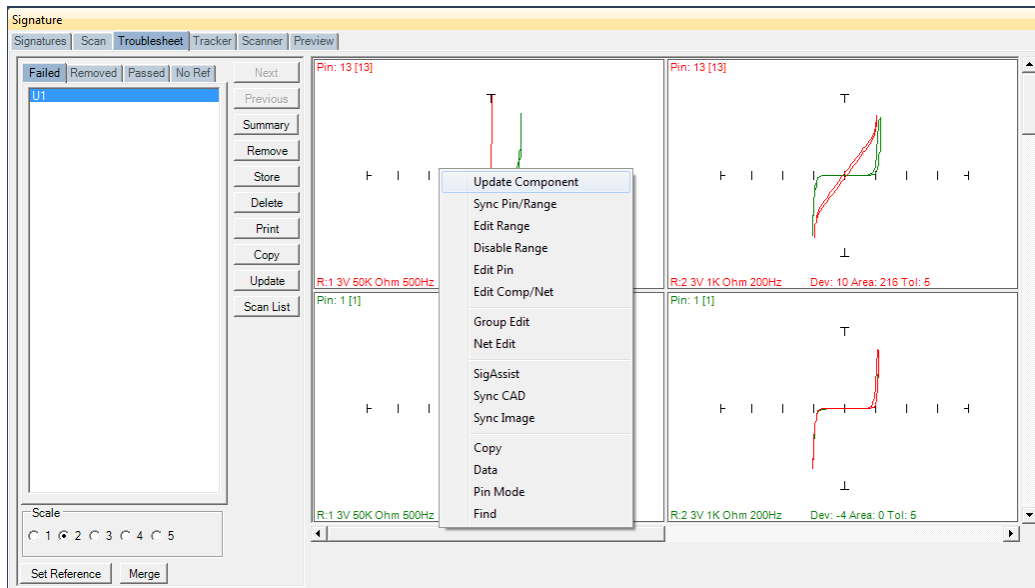 Signature
Signatures Scan Troublesheet Tracker Scanner Preview
Failed Removed Passed No Ref
U1
Next
Previous
Summary
Remove
Store
Delete
Print
Copy
Update
Scan List
Scale
1 2 3 4 5
Set Reference Merge
Pin: 13 [13]
R:1 3V 50K Ohm 500Hz
Pin: 13 [13]
R:2 3V 1K Ohm 200Hz Dev: 10 Area: 216 Tol: 5
Pin: 1 [1]
R:1 3V 50K Ohm 500Hz
Pin: 1 [1]
R:2 3V 1K Ohm 200Hz Dev: -4 Area: 0 Tol: 5
Update Component
Sync Pin/Range
Edit Range
Disable Range
Edit Pin
Edit Comp/Net
Group Edit
Net Edit
SigAssist
Sync CAD
Sync Image
Copy
Data
Pin Mode
Find